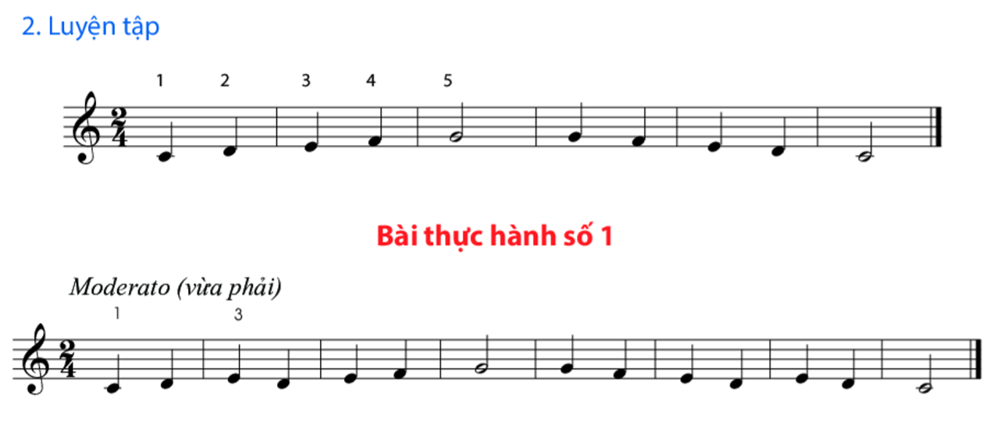 2. Luyện tập
1 2 3 4 5
2
4
Bài thực hành số 1
Moderato (vừa phải)
1 3
2
4